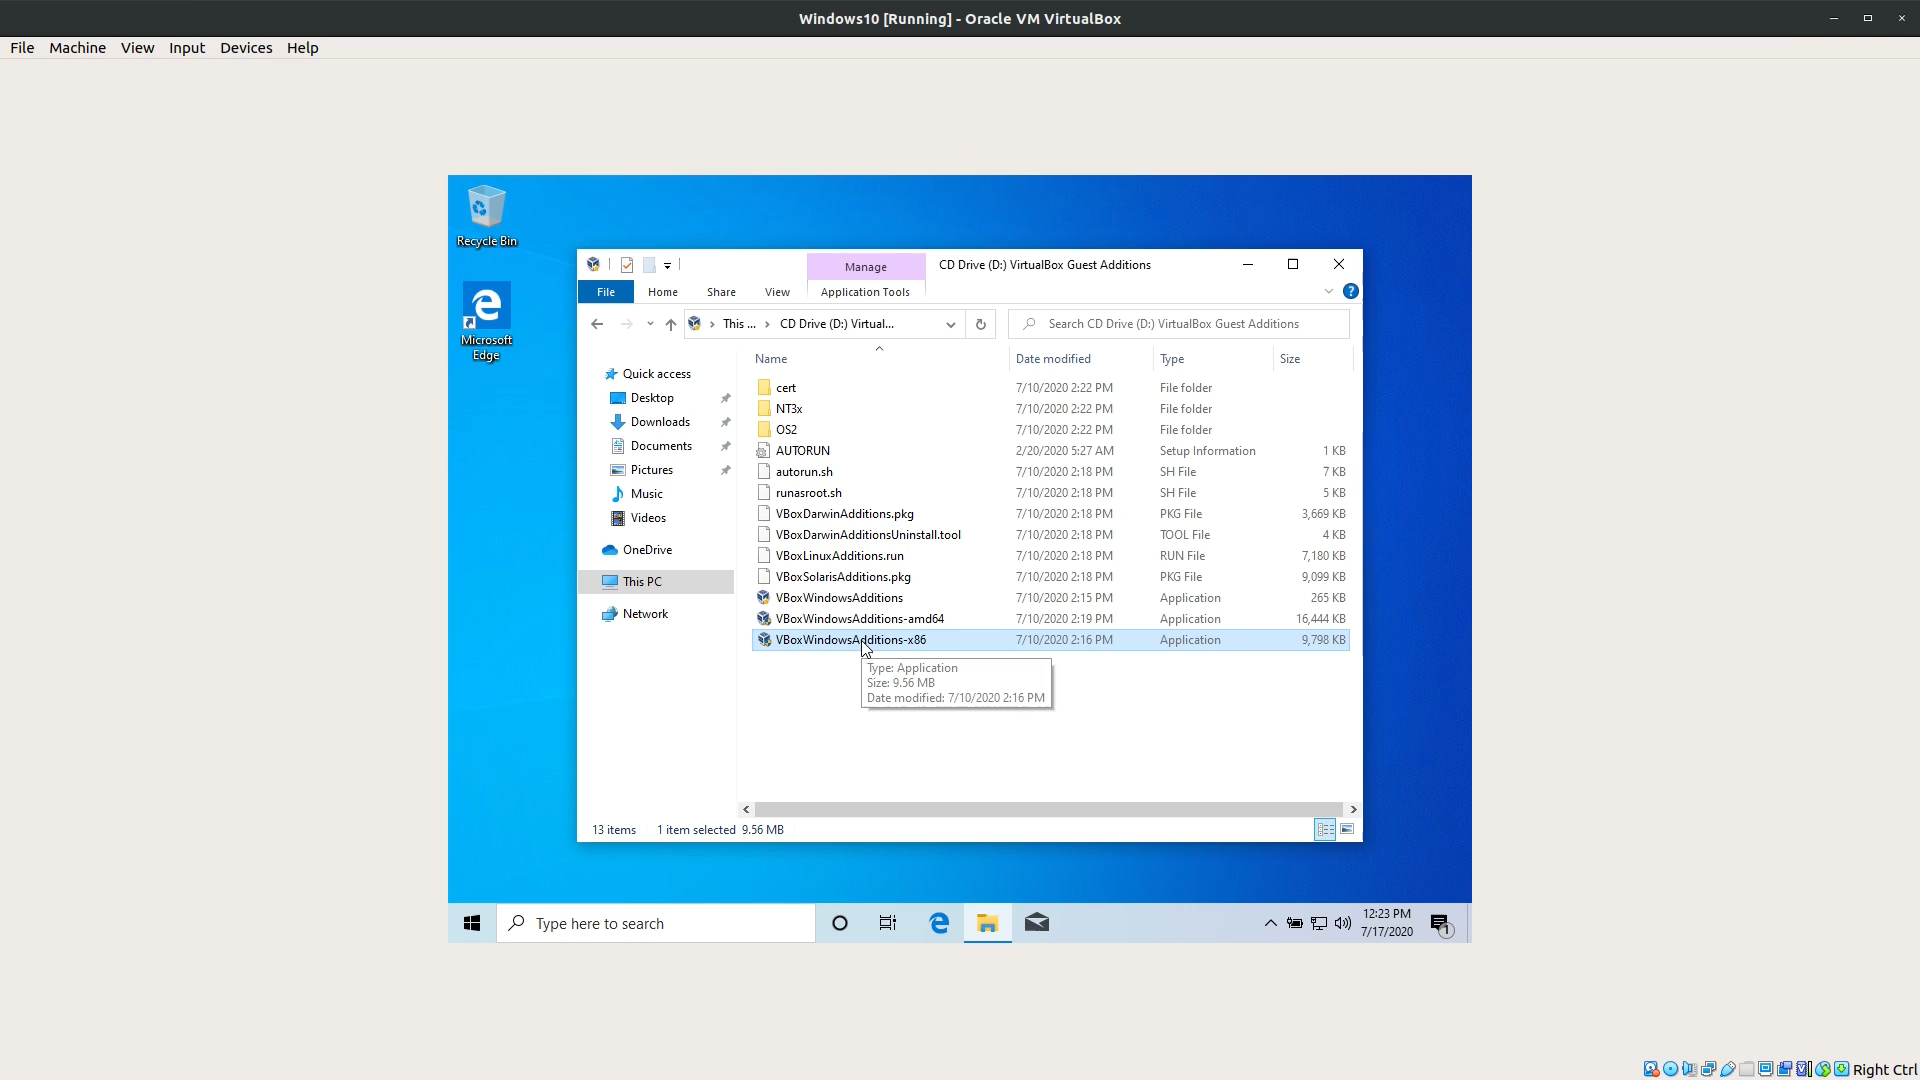 Windows10 [Running] - Oracle VM VirtualBox
File Machine View Input Devices Help
Recycle Bin
Microsoft
Edge
Manage
CD Drive (D:) VirtualBox Guest Additions
File Home Share View Application Tools
This ... CD Drive (D:) Virtual...
Search CD Drive (D:) VirtualBox Guest Additions
Quick access
Desktop
Downloads
Documents
Pictures
Music
Videos
OneDrive
This PC
Network
Name Date modified Type Size
cert 7/10/2020 2:22 PM File folder
NT3x 7/10/2020 2:22 PM File folder
OS2 7/10/2020 2:22 PM File folder
AUTORUN 2/20/2020 5:27 AM Setup Information 1 KB
autorun.sh 7/10/2020 2:18 PM SH File 7 KB
runasroot.sh 7/10/2020 2:18 PM SH File 5 KB
VBoxDarwinAdditions.pkg 7/10/2020 2:18 PM PKG File 3,669 KB
VBoxDarwinAdditionsUninstall.tool 7/10/2020 2:18 PM TOOL File 4 KB
VBoxLinuxAdditions.run 7/10/2020 2:18 PM RUN File 7,180 KB
VBoxSolarisAdditions.pkg 7/10/2020 2:18 PM PKG File 9,099 KB
VBoxWindowsAdditions 7/10/2020 2:15 PM Application 265 KB
VBoxWindowsAdditions-amd64 7/10/2020 2:19 PM Application 16,444 KB
VBoxWindowsAdditions-x86 7/10/2020 2:16 PM Application 9,798 KB
Type: Application
Size: 9.56 MB
Date modified: 7/10/2020 2:16 PM
13 items 1 item selected 9.56 MB
Type here to search
12:23 PM
7/17/2020
1
Right Ctrl